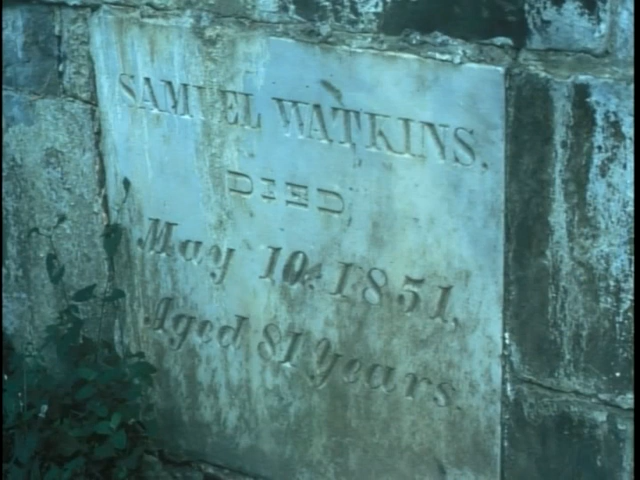 SAMUEL WATKINS,
DIED,
May 10, 1851,
Aged 81 Years.